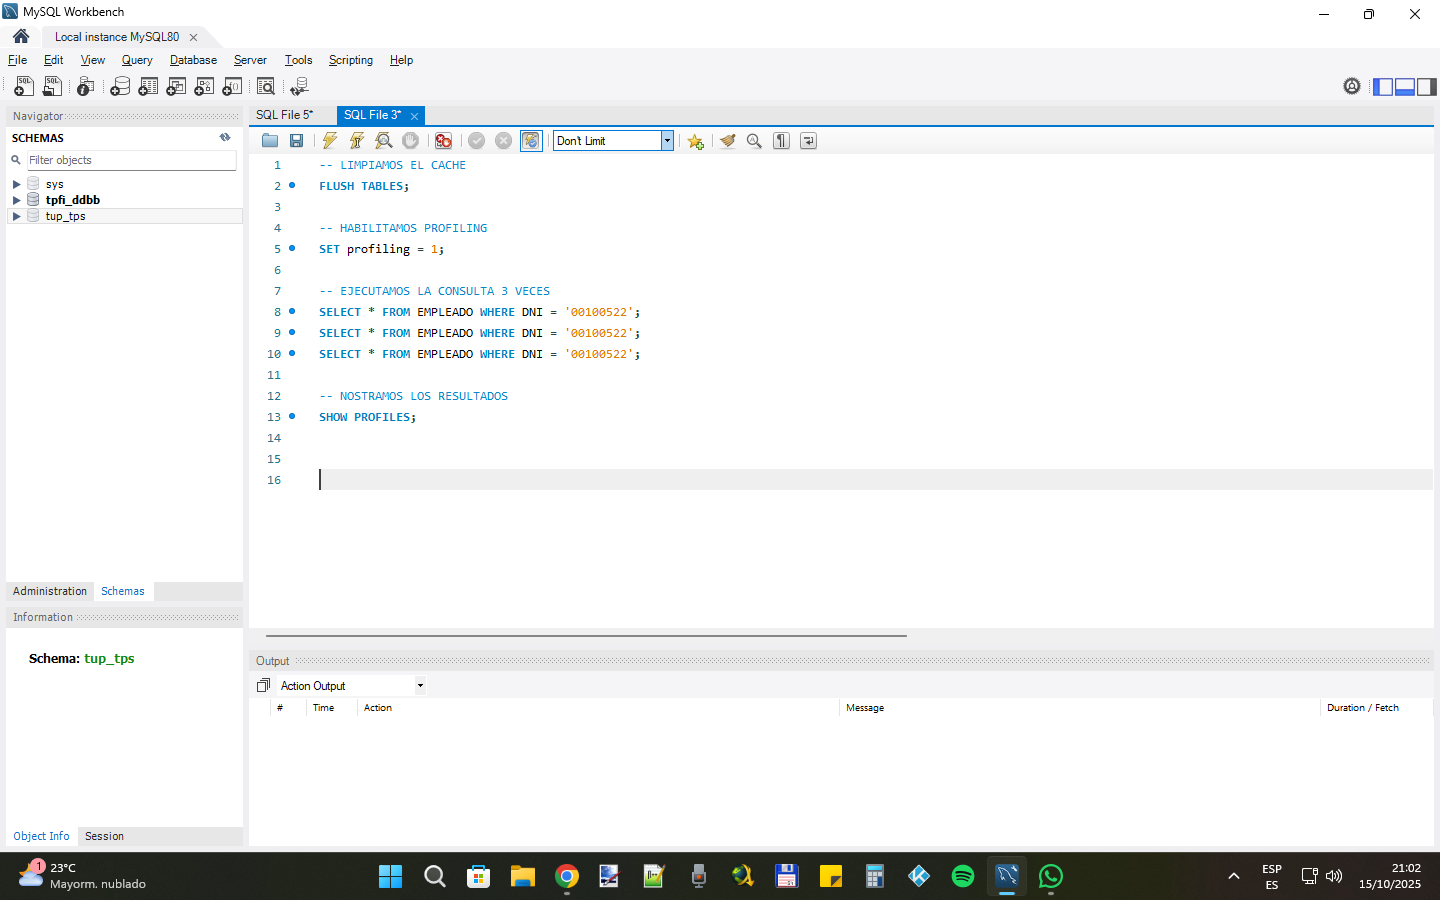 MySQL Workbench
Local instance MySQL80
File Edit View Query Database Server Tools Scripting Help
Navigator
SCHEMAS
Filter objects
sys
tpfi_ddbb
tup_tps
Administration Schemas
Information
Schema: tup_tps
Object Info Session
SQL File 5* SQL File 3*
Don't Limit
1 -- LIMPIAMOS EL CACHE
2 FLUSH TABLES;
3
4 -- HABILITAMOS PROFILING
5 SET profiling = 1;
6
7 -- EJECUTAMOS LA CONSULTA 3 VECES
8 SELECT * FROM EMPLEADO WHERE DNI = '00100522';
9 SELECT * FROM EMPLEADO WHERE DNI = '00100522';
10 SELECT * FROM EMPLEADO WHERE DNI = '00100522';
11
12 -- NOSTRAMOS LOS RESULTADOS
13 SHOW PROFILES;
14
15
16
Output
Action Output
# Time Action Message Duration / Fetch
1 23°C
Mayorm. nublado
ESP
ES
21:02
15/10/2025